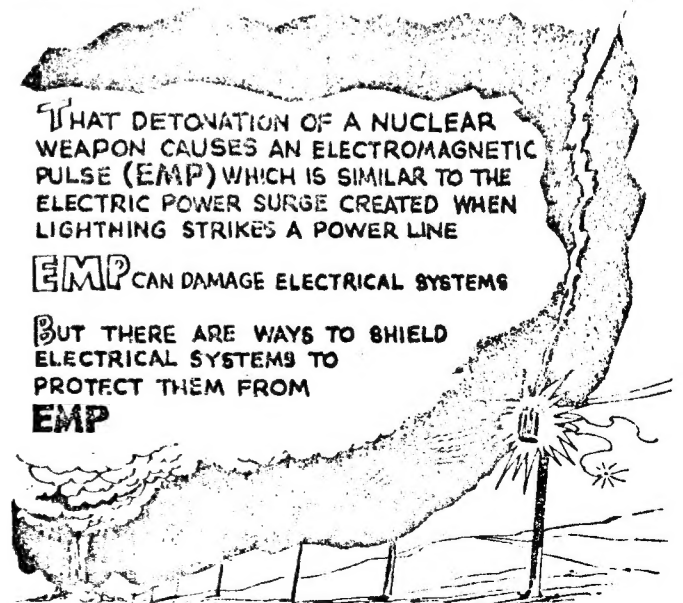 THAT DETONATION OF A NUCLEAR
WEAPON CAUSES AN ELECTROMAGNETIC
PULSE (EMP) WHICH IS SIMILAR TO THE
ELECTRIC POWER SURGE CREATED WHEN
LIGHTNING STRIKES A POWER LINE
EMP CAN DAMAGE ELECTRICAL SYSTEMS
BUT THERE ARE WAYS TO SHIELD
ELECTRICAL SYSTEMS TO
PROTECT THEM FROM
EMP